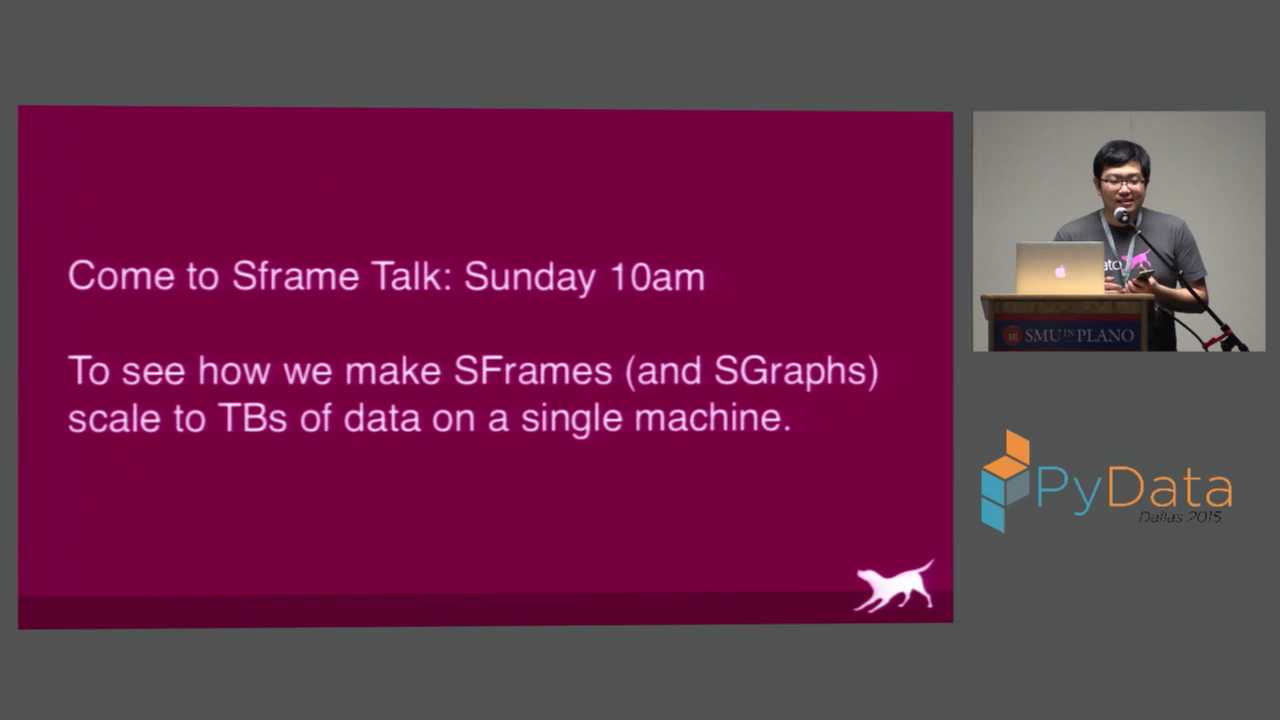 Come to Sframe Talk: Sunday 10am
To see how we make SFrames (and SGraphs)
scale to TBs of data on a single machine.
ato
SMU IN PLANO
PyData
Dallas 2015